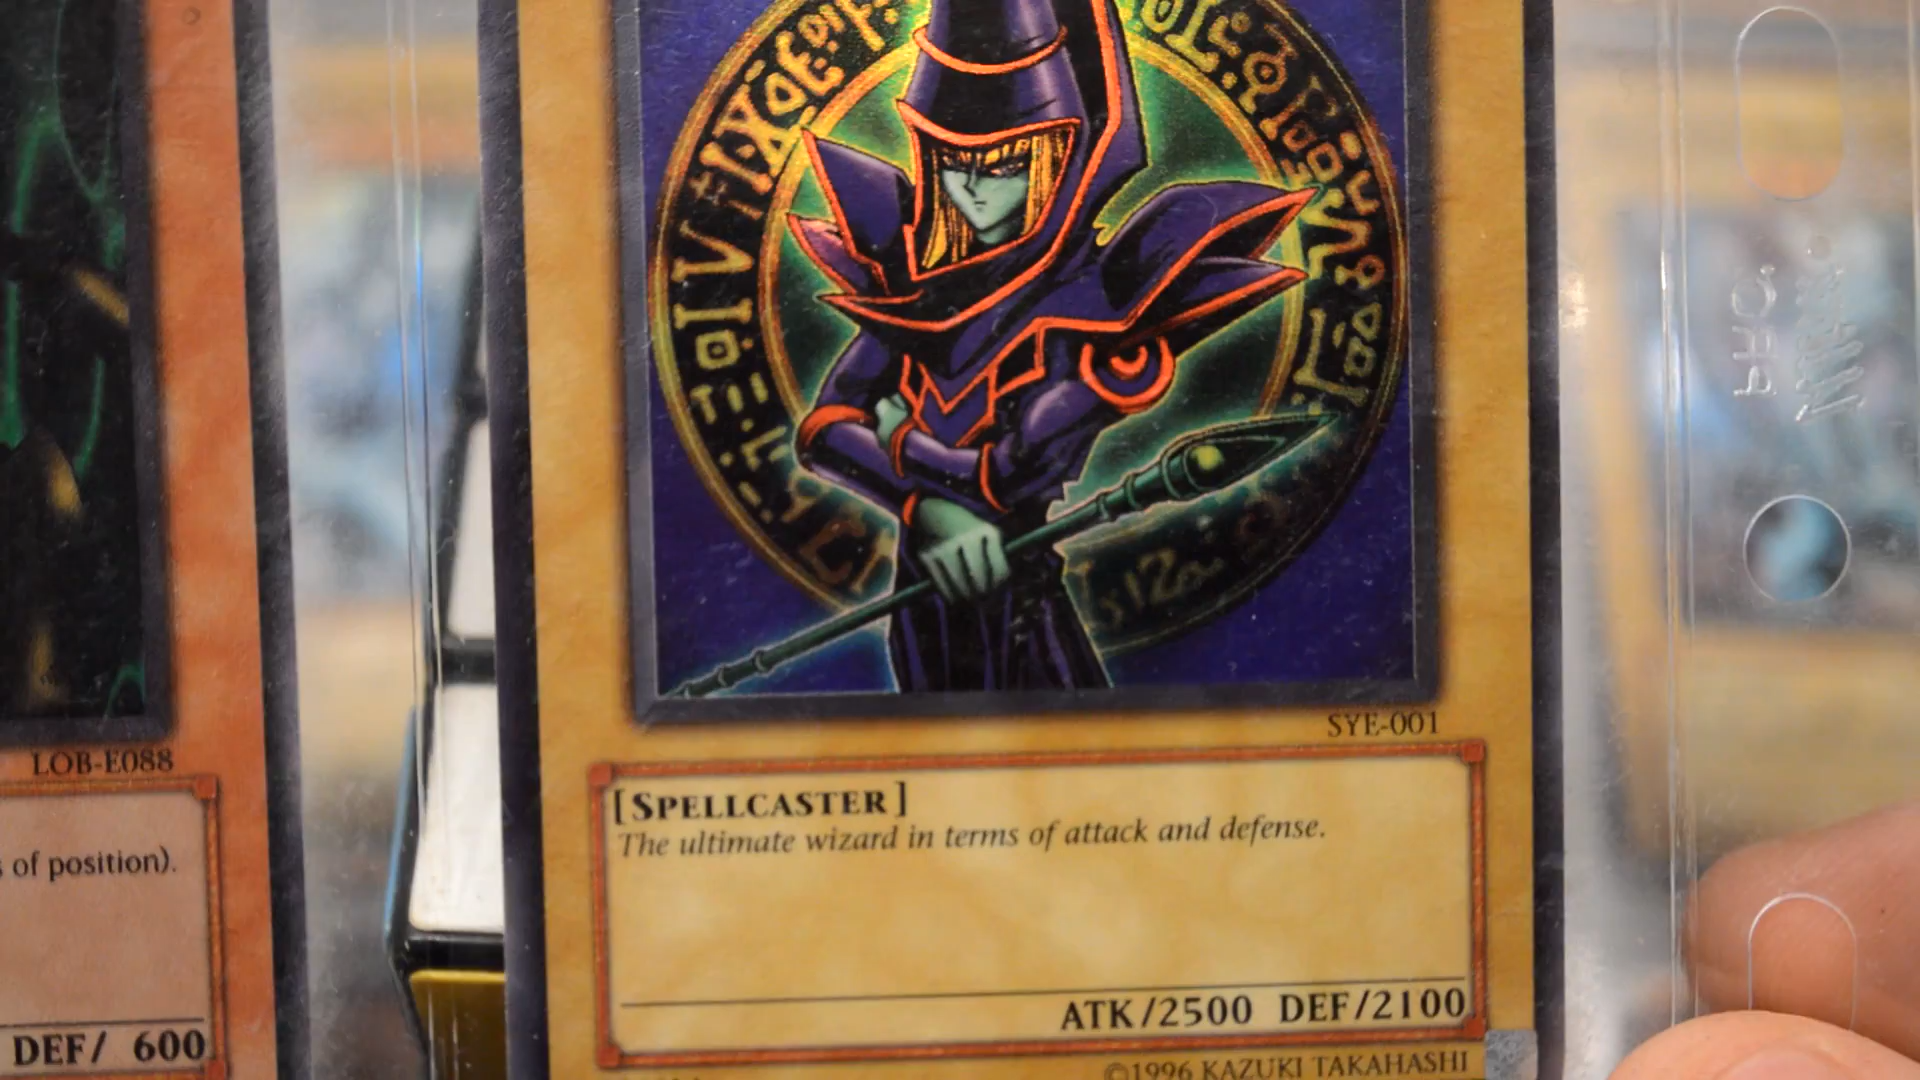 LOB-E088
s of position).
DEF/ 600
SYE-001
[SPELLCASTER]
The ultimate wizard in terms of attack and defense.
ATK/2500 DEF/2100
©1996 KAZUKI TAKAHASHI